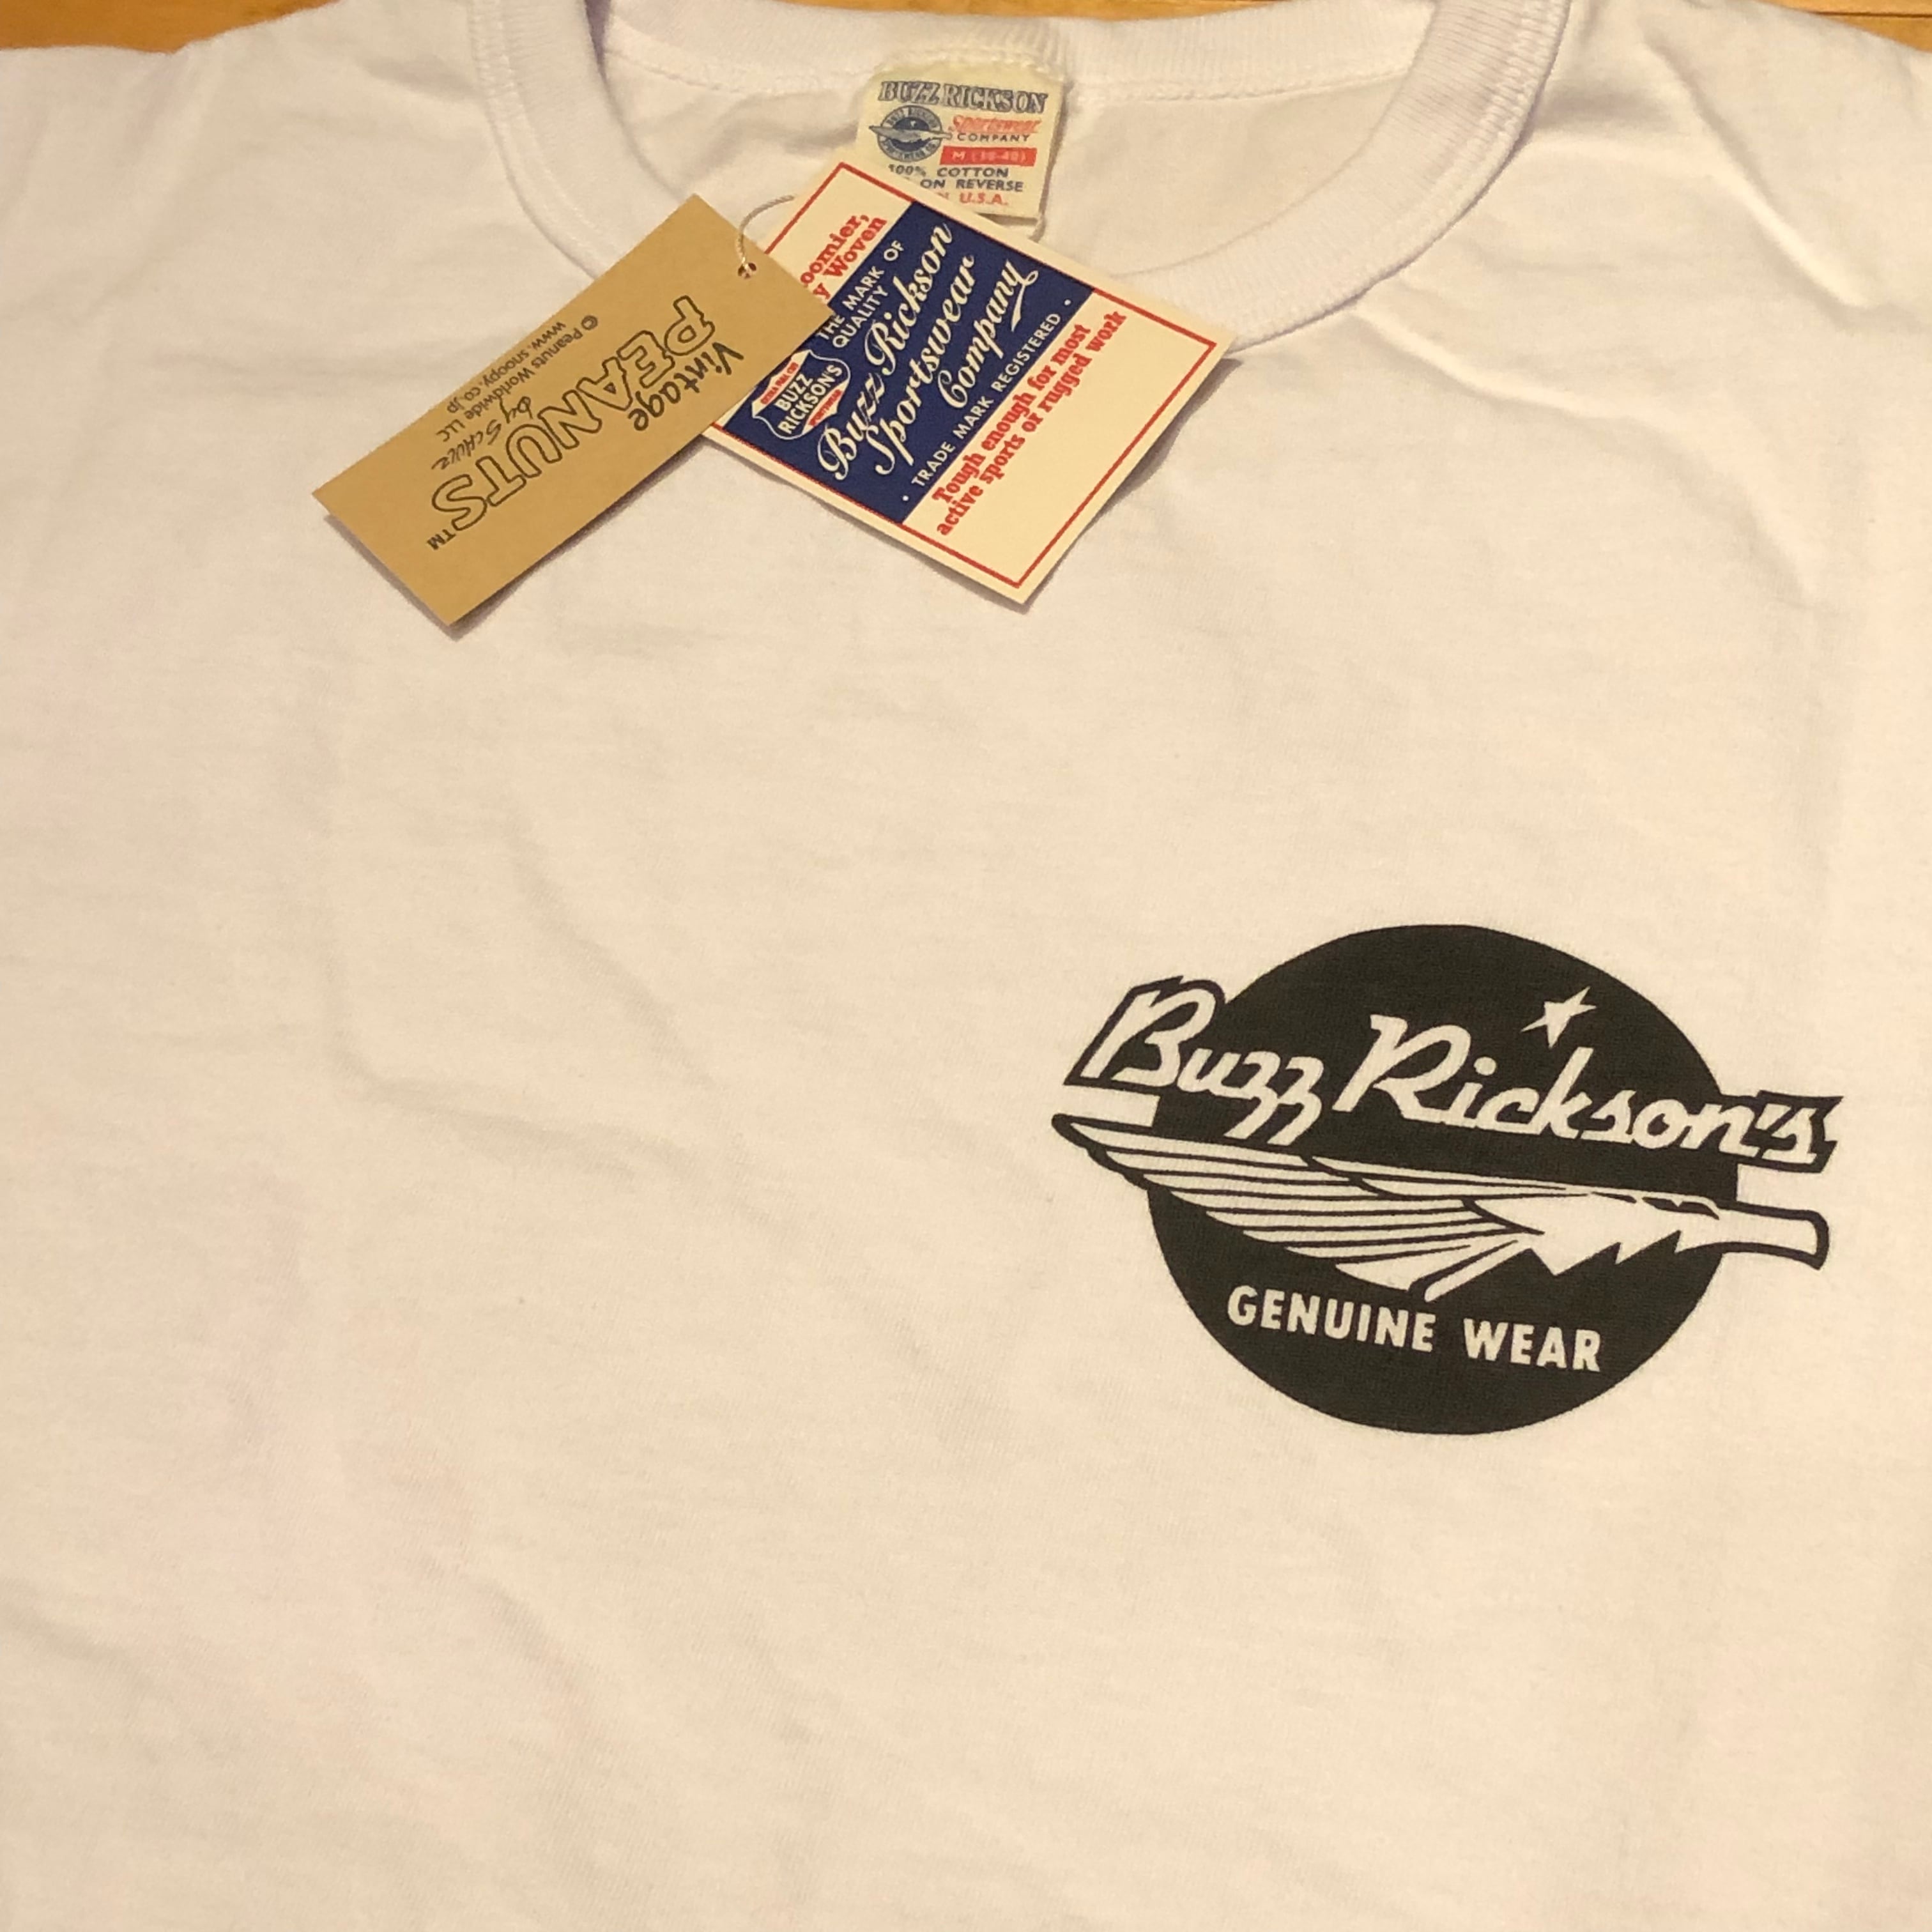 BUZZ RICKSON
Sportswear
COMPANY
M (38-40)
100% COTTON
ON REVERSE
U.S.A.
Woven
THE MARK OF
QUALITY
BUZZ
RICKSON'S
Buzz Rickson
Sportswear
Company
· TRADE MARK REGISTERED ·
Tough enough for most
active sports or rugged work
Vintage
PEANUTS™
by SCHULZ
© Peanuts Worldwide LLC
www.snoopy.co.jp
Buzz Rickson's
GENUINE WEAR